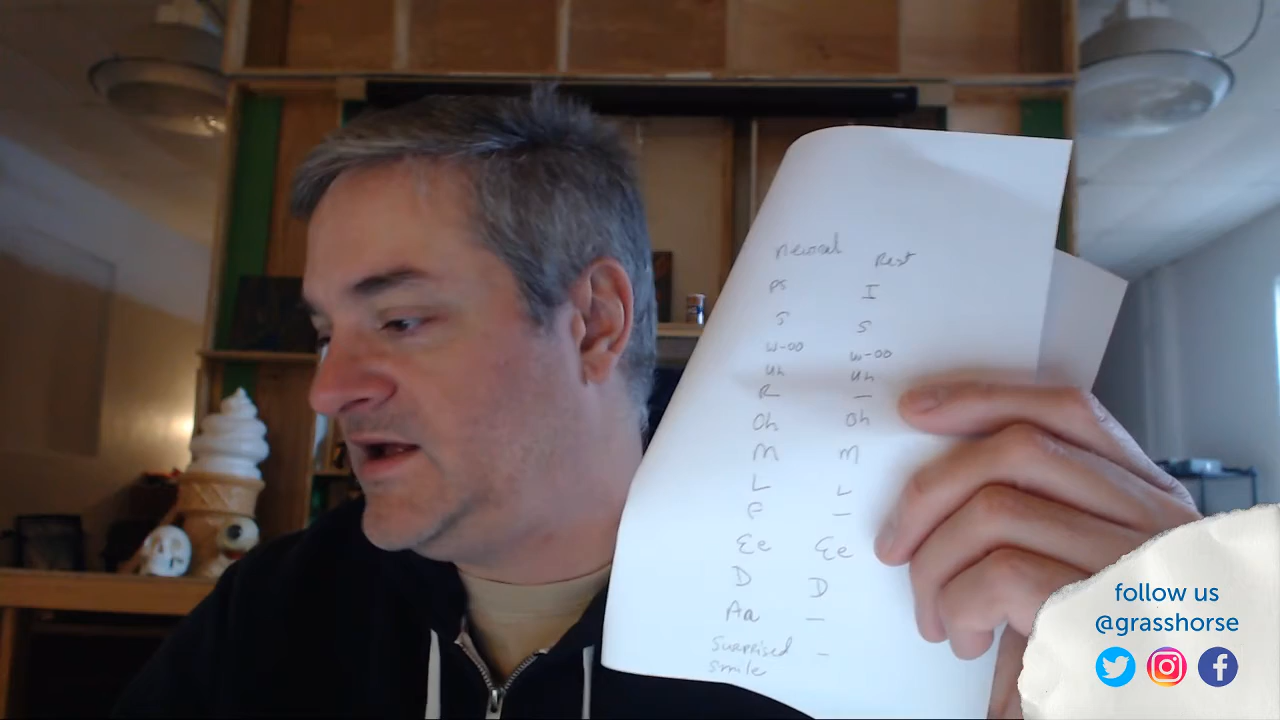 neutral Rest
PS I
S S
W-OO W-OO
Uh Uh
R —
Oh Oh
M M
L L
F —
Ee Ee
D D
Aa —
Surprised —
Smile
follow us
@grasshorse